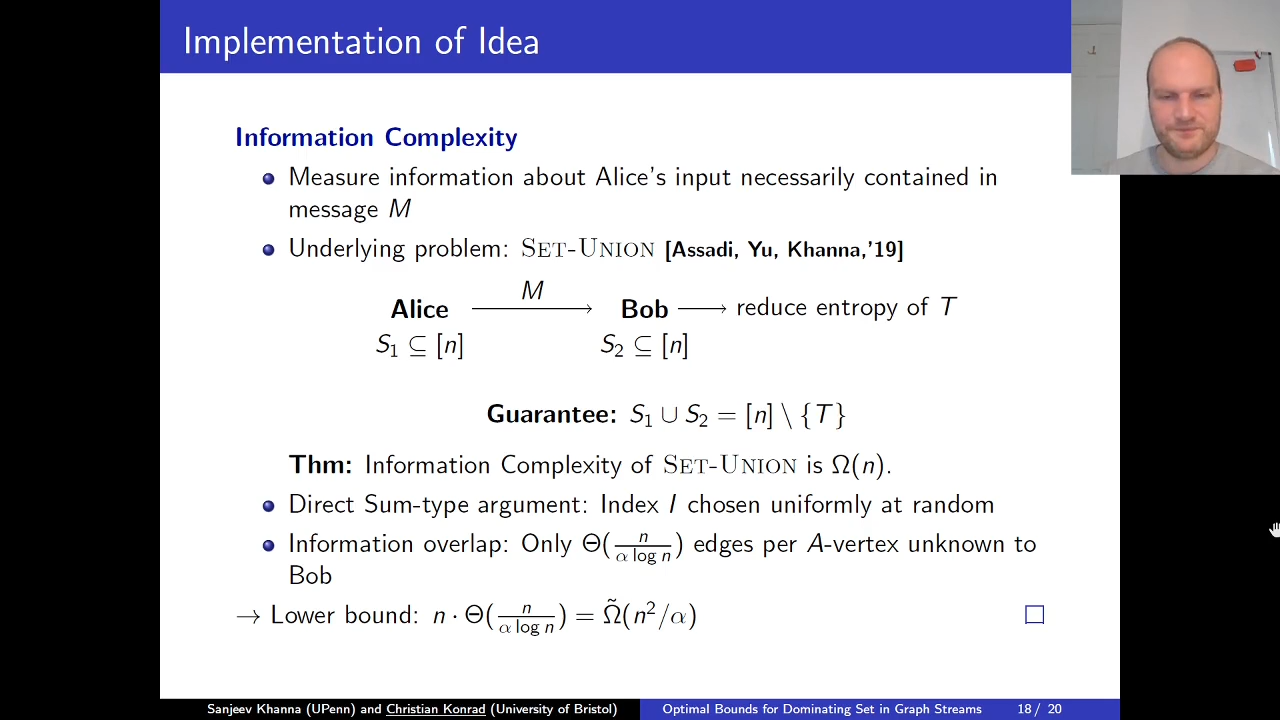 Implementation of Idea
Information Complexity
Measure information about Alice's input necessarily contained in
message M
Underlying problem: SET-UNION [Assadi, Yu, Khanna,'19]
M
Alice ⟶ Bob ⟶ reduce entropy of T
S₁ ⊆ [n] S₂ ⊆ [n]
Guarantee: S₁ ∪ S₂ = [n] \ {T}
Thm: Information Complexity of SET-UNION is Ω(n).
Direct Sum-type argument: Index I chosen uniformly at random
Information overlap: Only Θ(n/(α log n)) edges per A-vertex unknown to
Bob
→ Lower bound: n · Θ(n/(α log n)) = Ω̃(n²/α) □
Sanjeev Khanna (UPenn) and Christian Konrad (University of Bristol) Optimal Bounds for Dominating Set in Graph Streams 18 / 20